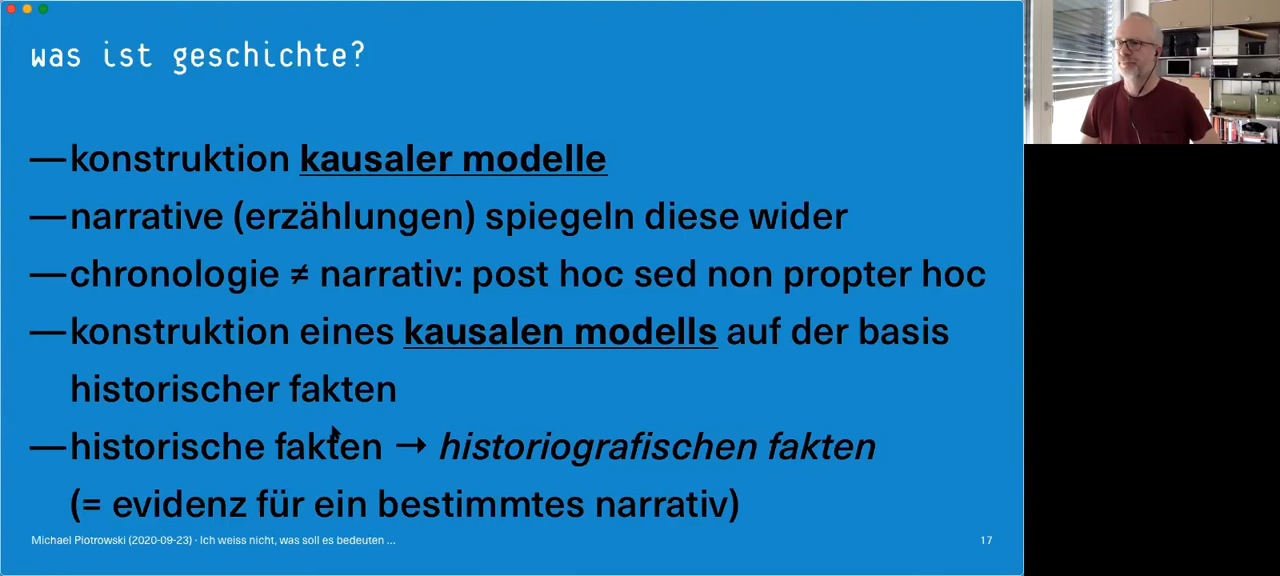 was ist geschichte?
—konstruktion kausaler modelle
—narrative (erzählungen) spiegeln diese wider
—chronologie ≠ narrativ: post hoc sed non propter hoc
—konstruktion eines kausalen modells auf der basis
historischer fakten
—historische fakten → historiografischen fakten
(= evidenz für ein bestimmtes narrativ)
Michael Piotrowski (2020-09-23) · Ich weiss nicht, was soll es bedeuten ...
17